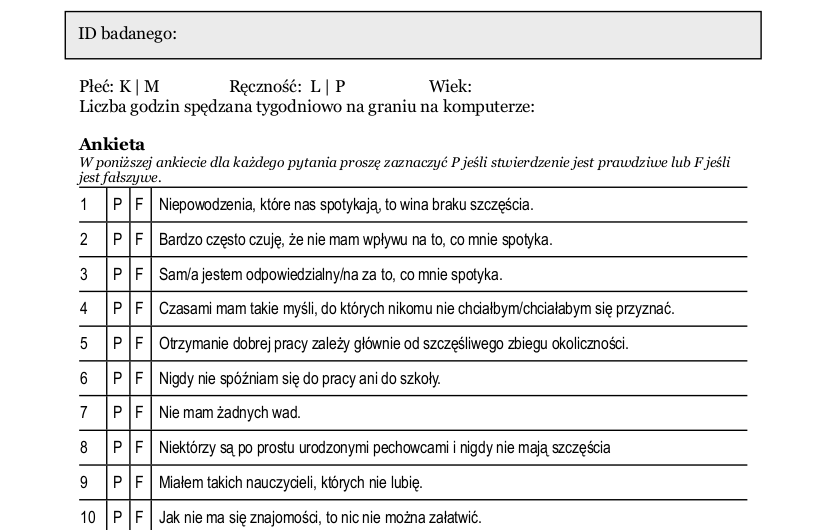 ID badanego:
Płeć: K | M Ręczność: L | P Wiek:
Liczba godzin spędzana tygodniowo na graniu na komputerze:
Ankieta
W poniższej ankiecie dla każdego pytania proszę zaznaczyć P jeśli stwierdzenie jest prawdziwe lub F jeśli
jest fałszywe.
1 P F Niepowodzenia, które nas spotykają, to wina braku szczęścia.
2 P F Bardzo często czuję, że nie mam wpływu na to, co mnie spotyka.
3 P F Sam/a jestem odpowiedzialny/na za to, co mnie spotyka.
4 P F Czasami mam takie myśli, do których nikomu nie chciałbym/chciałabym się przyznać.
5 P F Otrzymanie dobrej pracy zależy głównie od szczęśliwego zbiegu okoliczności.
6 P F Nigdy nie spóźniam się do pracy ani do szkoły.
7 P F Nie mam żadnych wad.
8 P F Niektórzy są po prostu urodzonymi pechowcami i nigdy nie mają szczęścia
9 P F Miałem takich nauczycieli, których nie lubię.
10 P F Jak nie ma się znajomości, to nic nie można załatwić.